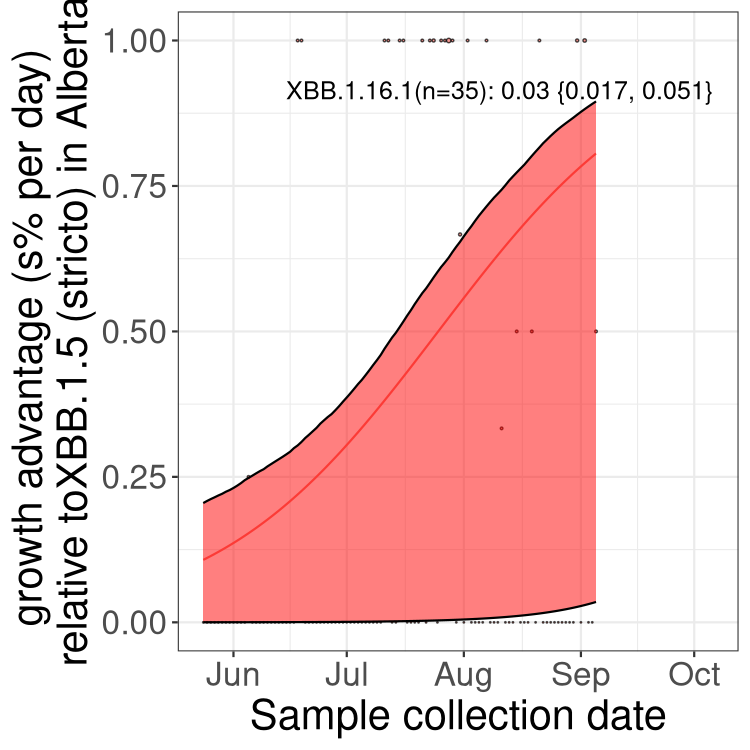 growth advantage (s% per day)
relative toXBB.1.5 (stricto) in Alberta
1.00
XBB.1.16.1(n=35): 0.03 {0.017, 0.051}
0.75
0.50
0.25
0.00
Jun Jul Aug Sep Oct
Sample collection date